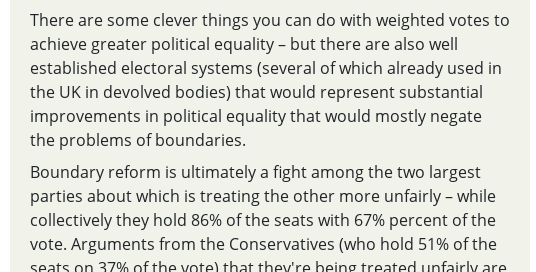 There are some clever things you can do with weighted votes to
achieve greater political equality – but there are also well
established electoral systems (several of which already used in
the UK in devolved bodies) that would represent substantial
improvements in political equality that would mostly negate
the problems of boundaries.
Boundary reform is ultimately a fight among the two largest
parties about which is treating the other more unfairly – while
collectively they hold 86% of the seats with 67% percent of the
vote. Arguments from the Conservatives (who hold 51% of the
seats on 37% of the vote) that they're being treated unfairly are